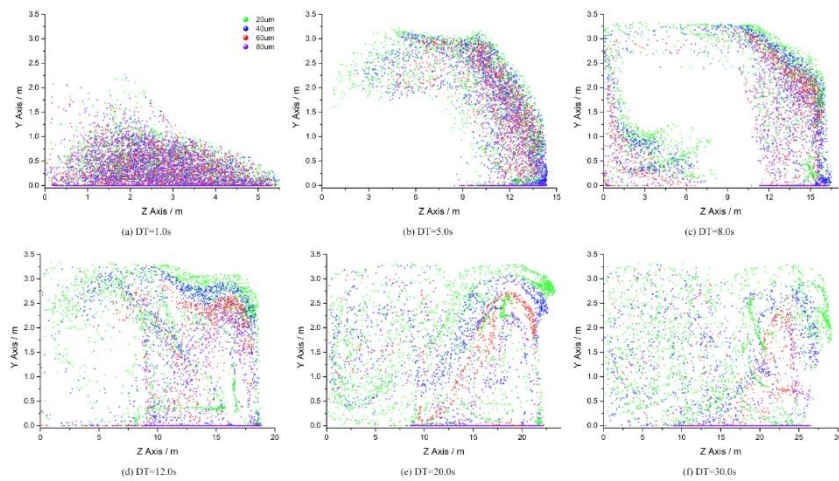 20um
40um
60um
80um
3.5
3.0
2.5
2.0
1.5
1.0
0.5
0.0
Y Axis / m
0 1 2 3 4 5
Z Axis / m
(a) DT=1.0s
3.5
3.0
2.5
2.0
1.5
1.0
0.5
0.0
Y Axis / m
0 3 6 9 12 15
Z Axis / m
(b) DT=5.0s
3.5
3.0
2.5
2.0
1.5
1.0
0.5
0.0
Y Axis / m
0 3 6 9 12 15
Z Axis / m
(c) DT=8.0s
3.5
3.0
2.5
2.0
1.5
1.0
0.5
0.0
Y Axis / m
0 5 10 15 20
Z Axis / m
(d) DT=12.0s
3.5
3.0
2.5
2.0
1.5
1.0
0.5
0.0
Y Axis / m
0 5 10 15 20
Z Axis / m
(e) DT=20.0s
3.5
3.0
2.5
2.0
1.5
1.0
0.5
0.0
Y Axis / m
0 5 10 15 20 25 30
Z Axis / m
(f) DT=30.0s